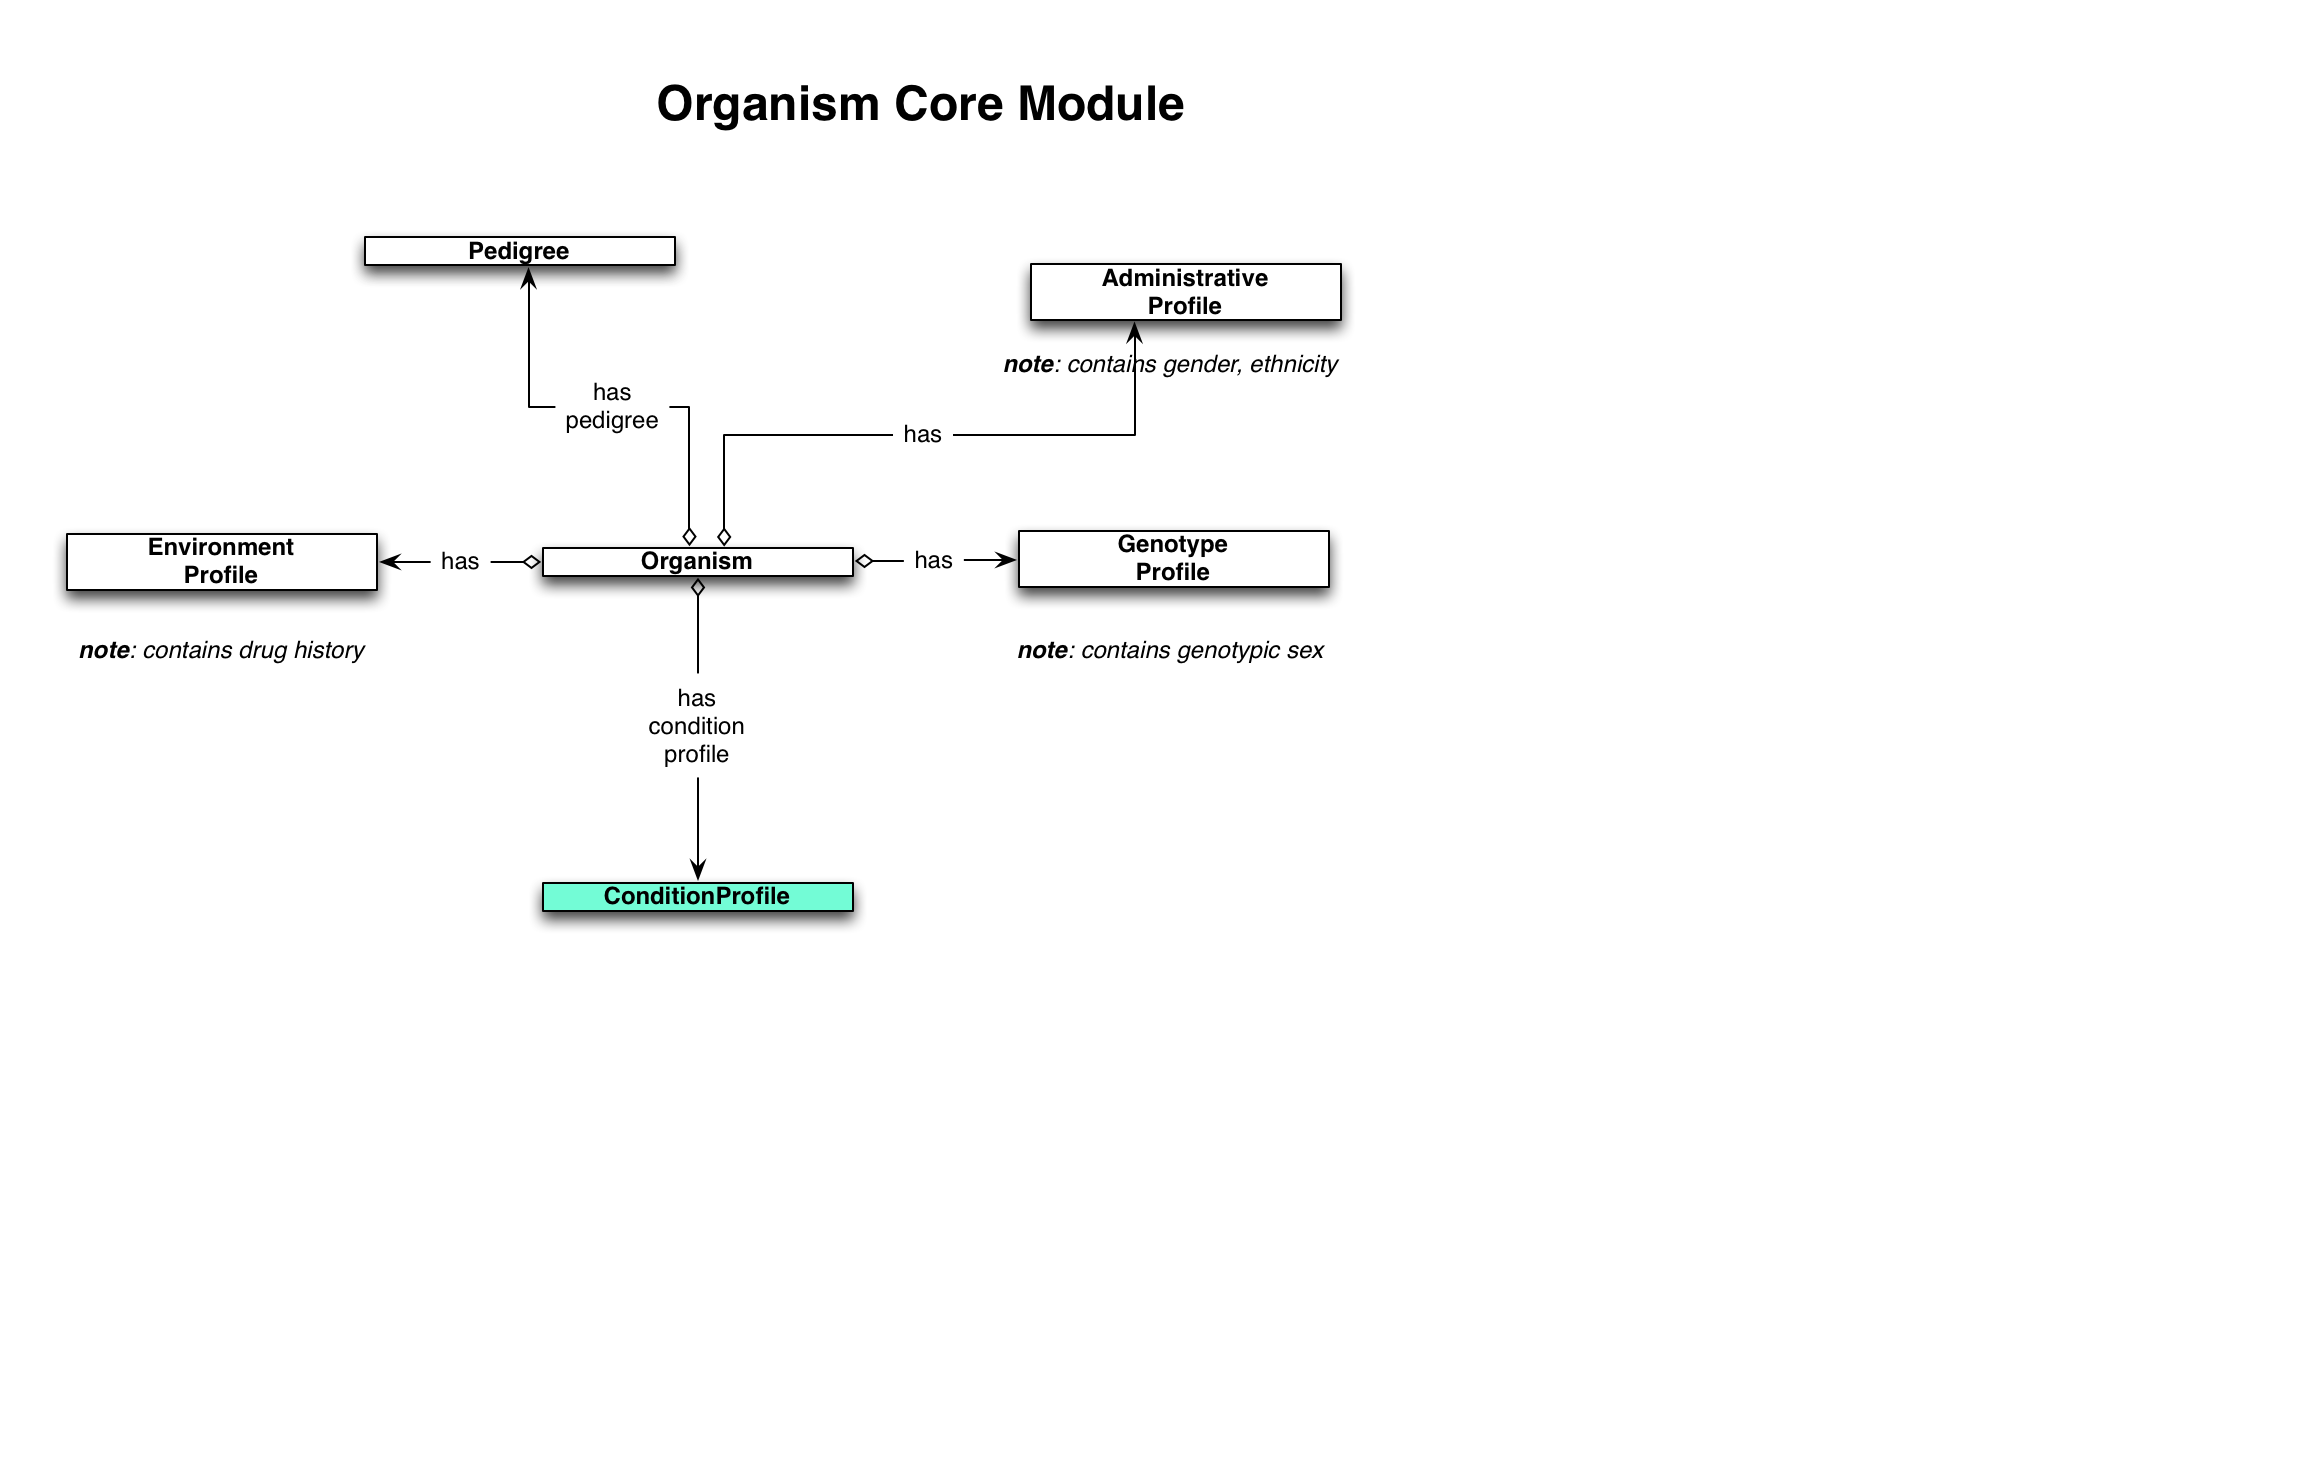 Organism Core Module
Pedigree
Administrative
Profile
note: contains gender, ethnicity
has
pedigree
has
Environment
Profile
has
Organism
has
Genotype
Profile
note: contains drug history
note: contains genotypic sex
has
condition
profile
ConditionProfile